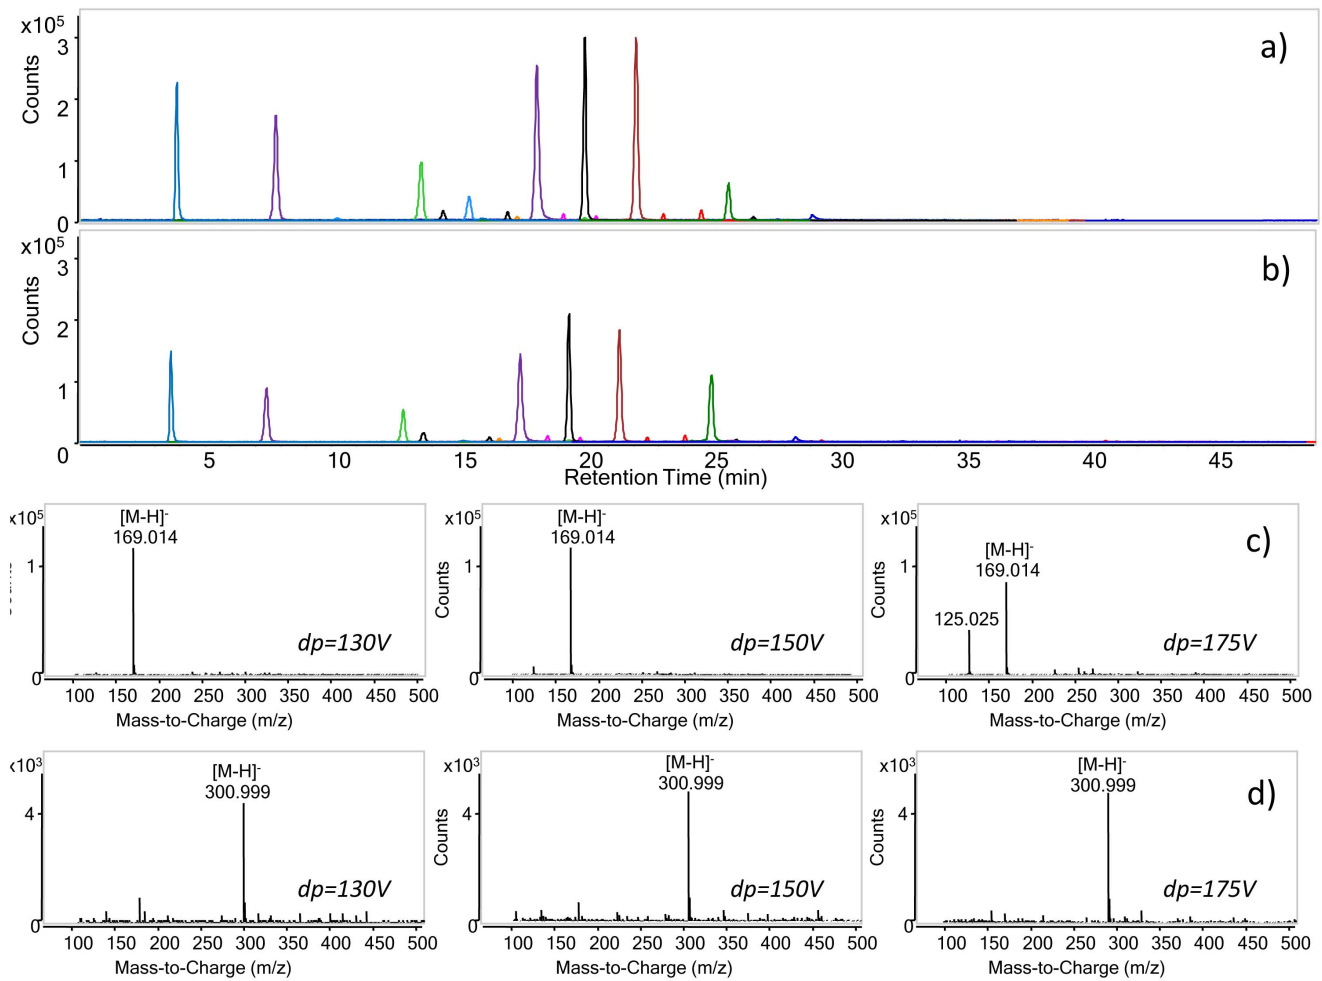 x10⁵
3
2
1
0
Counts
a)
x10⁵
3
2
1
0
Counts
b)
5 10 15 20 25 30 35 40 45
Retention Time (min)
x10⁵
[M-H]⁻
169.014
1
0
dp=130V
100 150 200 250 300 350 400 450 500
Mass-to-Charge (m/z)
x10⁵
[M-H]⁻
169.014
1
0
Counts
dp=150V
100 150 200 250 300 350 400 450 500
Mass-to-Charge (m/z)
x10⁵
[M-H]⁻
169.014
125.025
1
0
Counts
c)
dp=175V
100 150 200 250 300 350 400 450 500
Mass-to-Charge (m/z)
x10³
[M-H]⁻
300.999
4
0
dp=130V
100 150 200 250 300 350 400 450 500
Mass-to-Charge (m/z)
x10³
[M-H]⁻
300.999
4
0
Counts
dp=150V
100 150 200 250 300 350 400 450 500
Mass-to-Charge (m/z)
x10³
[M-H]⁻
300.999
4
0
Counts
d)
dp=175V
100 150 200 250 300 350 400 450 500
Mass-to-Charge (m/z)